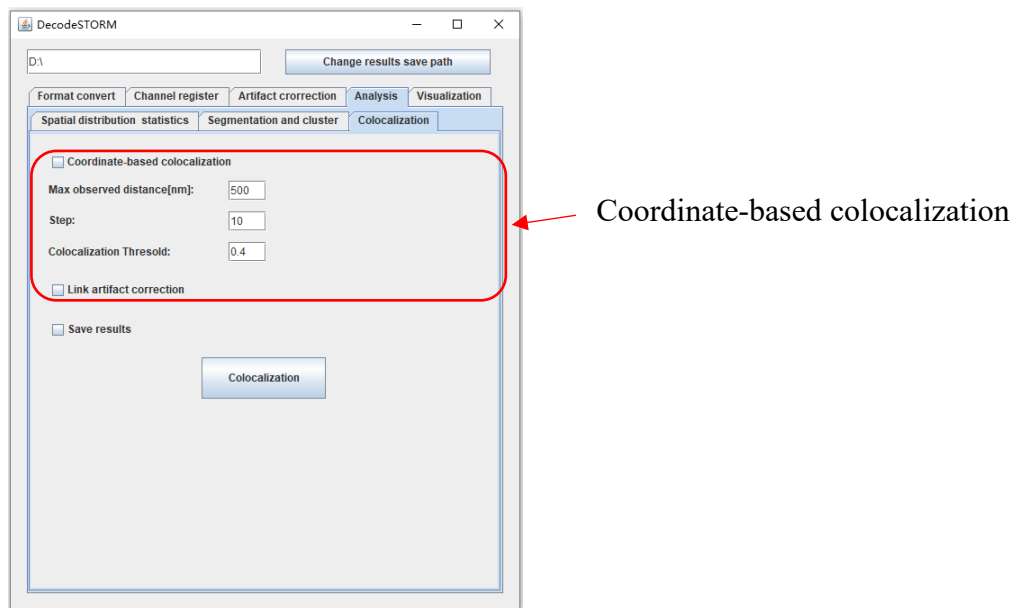 DecodeSTORM
D:\
Change results save path
Format convert
Channel register
Artifact crorrection
Analysis
Visualization
Spatial distribution statistics
Segmentation and cluster
Colocalization
Coordinate-based colocalization
Max observed distance[nm]:
500
Step:
10
Colocalization Thresold:
0.4
Link artifact correction
Save results
Colocalization
Coordinate-based colocalization